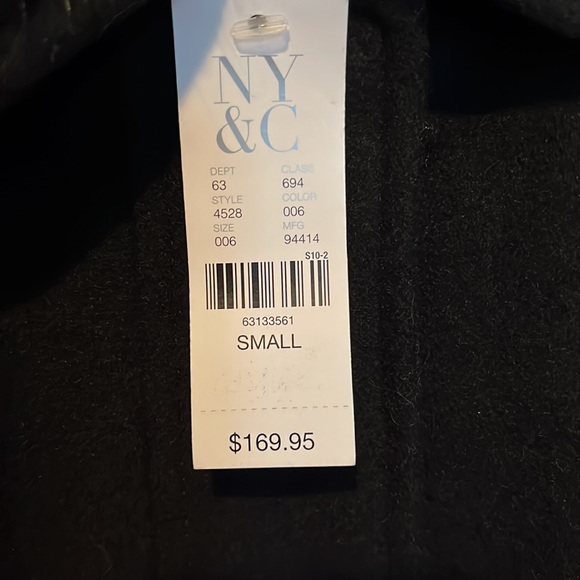 NY
&C
DEPT CLASS
63 694
STYLE COLOR
4528 006
SIZE MFG
006 94414
S10-2
63133561
SMALL
$169.95